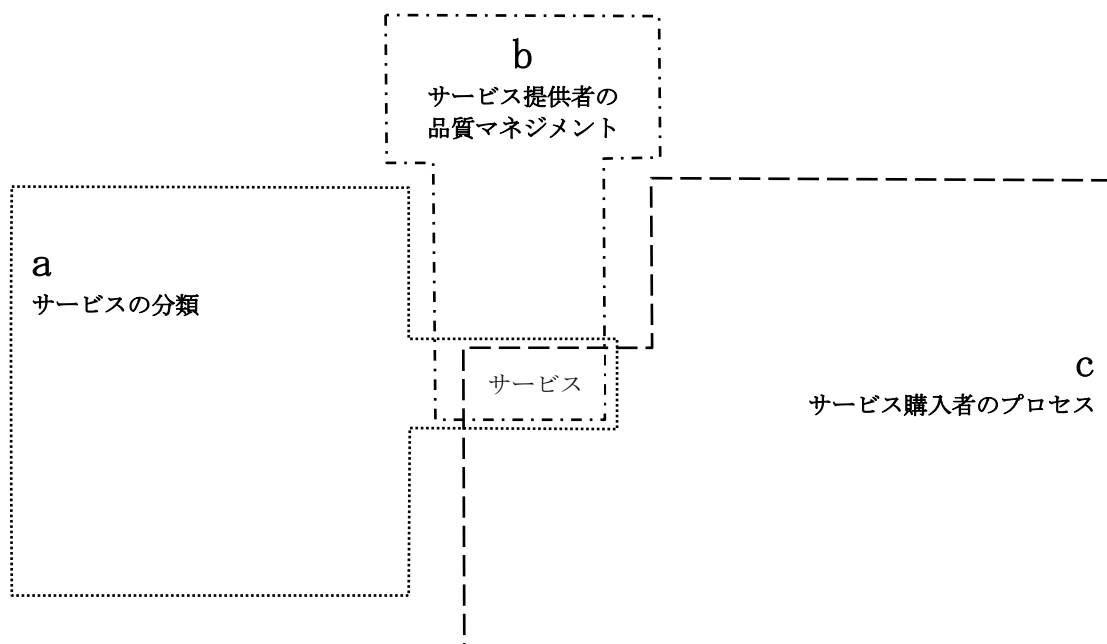 b
サービス提供者の
品質マネジメント
a
サービスの分類
サービス
c
サービス購入者のプロセス